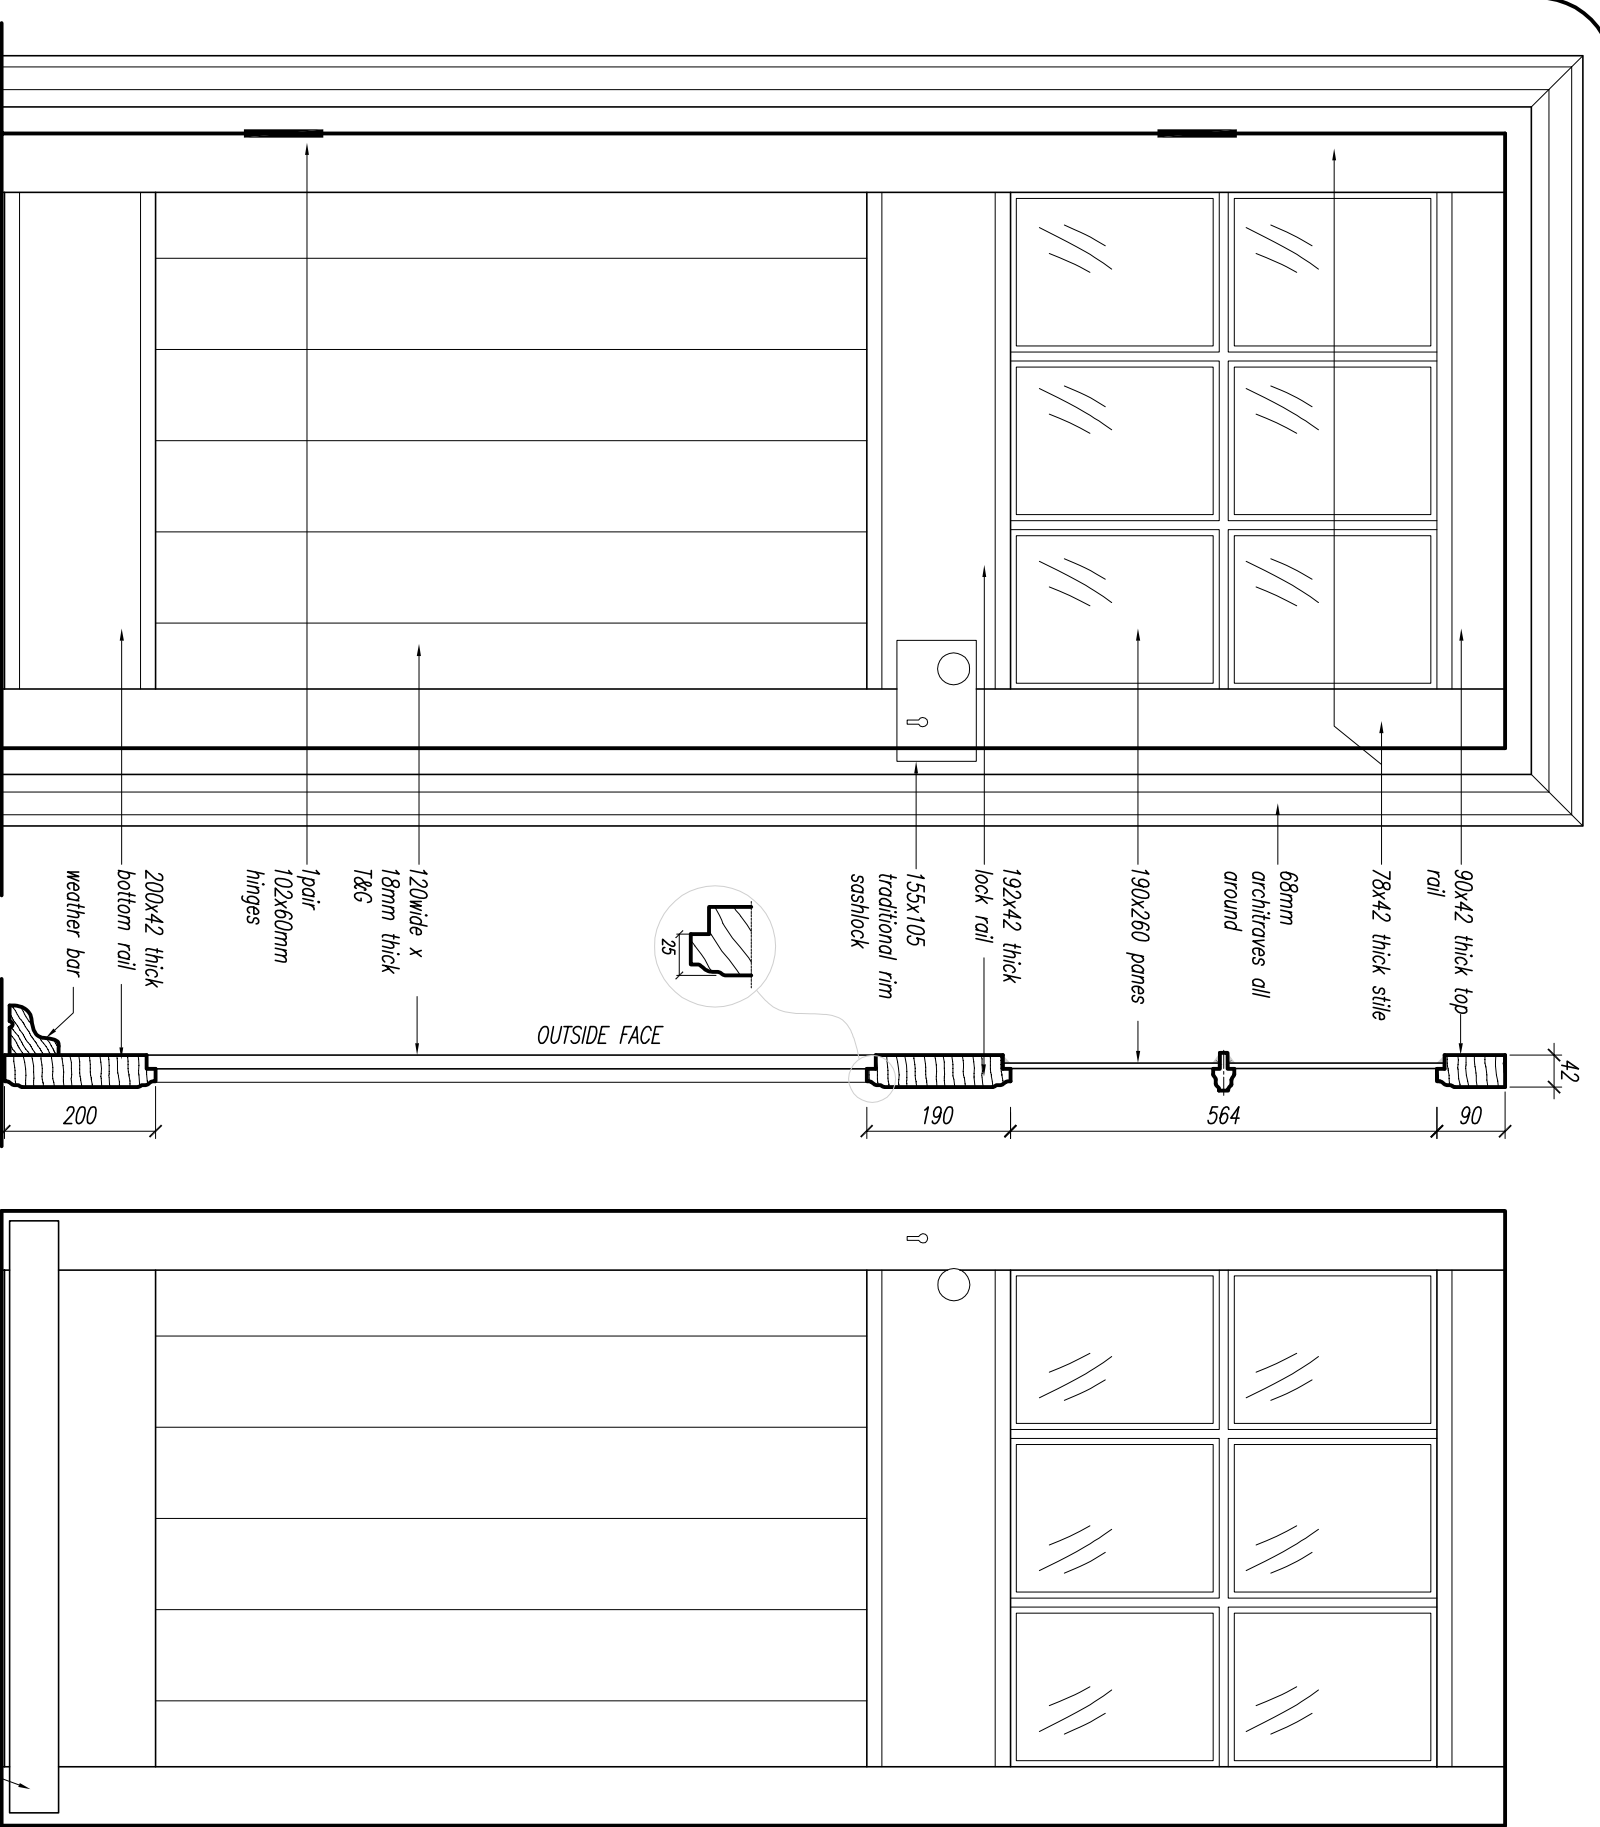 90x42 thick top
rail
78x42 thick stile
68mm
architraves all
around
190x260 panes
192x42 thick
lock rail
155x105
traditional rim
sashlock
25
120wide x
18mm thick
T&G
1pair
102x60mm
hinges
200x42 thick
bottom rail
weather bar
OUTSIDE FACE
42
90
564
190
200